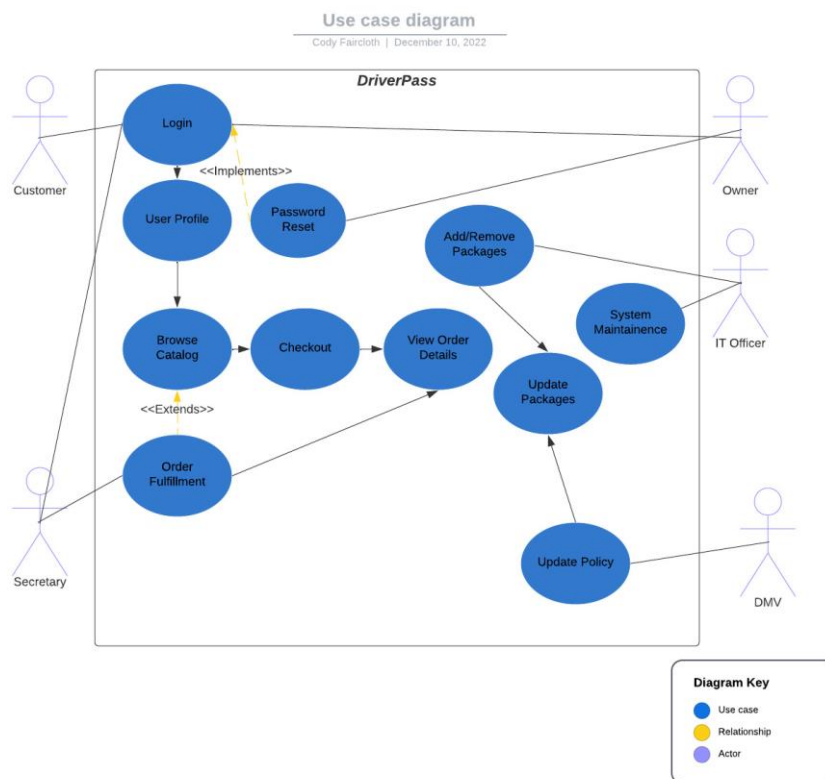 Use case diagram
Cody Faircloth | December 10, 2022
DriverPass
Login
Customer
<<Implements>>
Owner
User Profile
Password
Reset
Add/Remove
Packages
System
Maintainence
IT Officer
Browse
Catalog
Checkout
View Order
Details
Update
Packages
<<Extends>>
Order
Fulfillment
Secretary
Update Policy
DMV
Diagram Key
Use case
Relationship
Actor